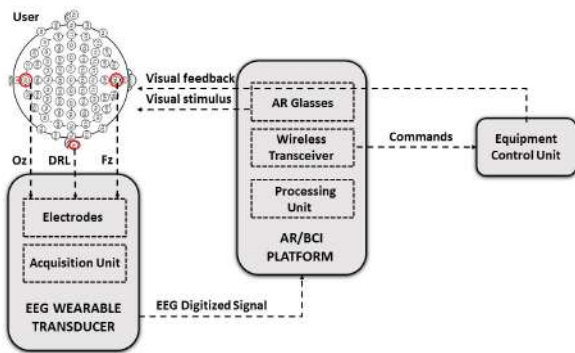 User
Visual feedback
Visual stimulus
AR Glasses
Wireless
Transceiver
Processing
Unit
AR/BCI
PLATFORM
Commands
Equipment
Control Unit
Oz
DRL
Fz
Electrodes
Acquisition Unit
EEG WEARABLE
TRANSDUCER
EEG Digitized Signal